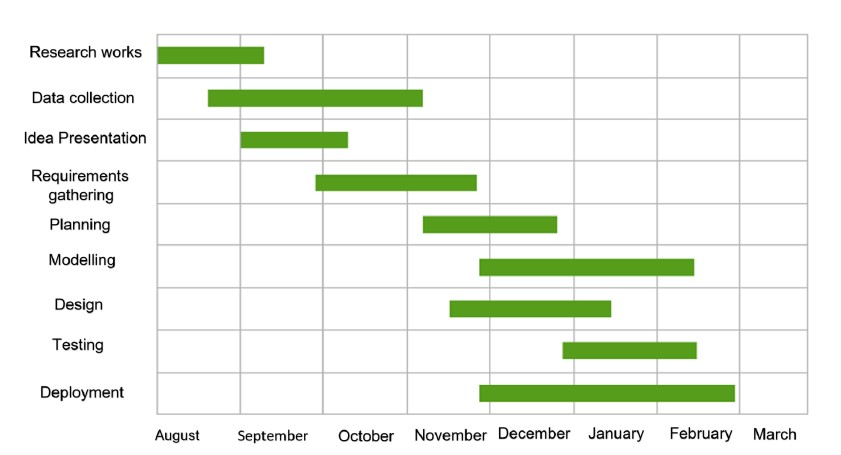 Research works
Data collection
Idea Presentation
Requirements
gathering
Planning
Modelling
Design
Testing
Deployment
August September October November December January February March